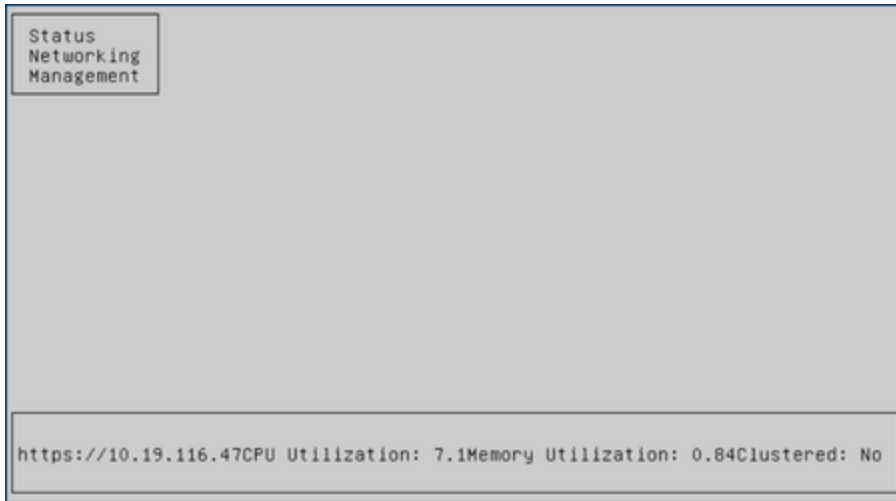 Status
Networking
Management
https://10.19.116.47CPU Utilization: 7.1Memory Utilization: 0.84Clustered: No